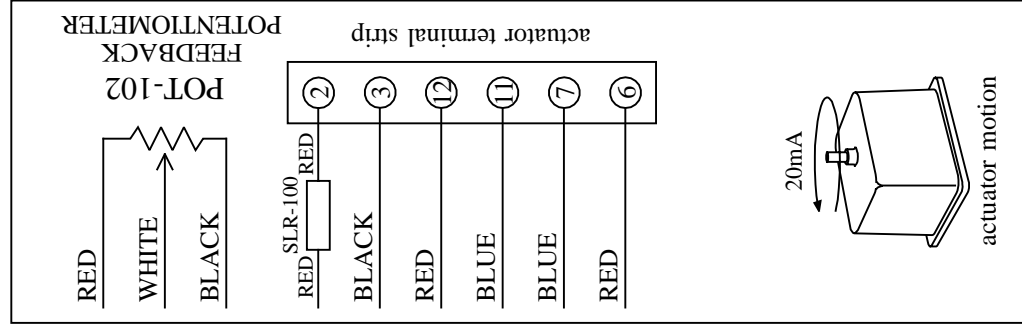 POT-102
FEEDBACK
POTENTIOMETER
RED
WHITE
BLACK
actuator terminal strip
2
3
12
11
7
6
RED
SLR-100
RED
BLACK
RED
BLUE
BLUE
RED
20mA
actuator motion